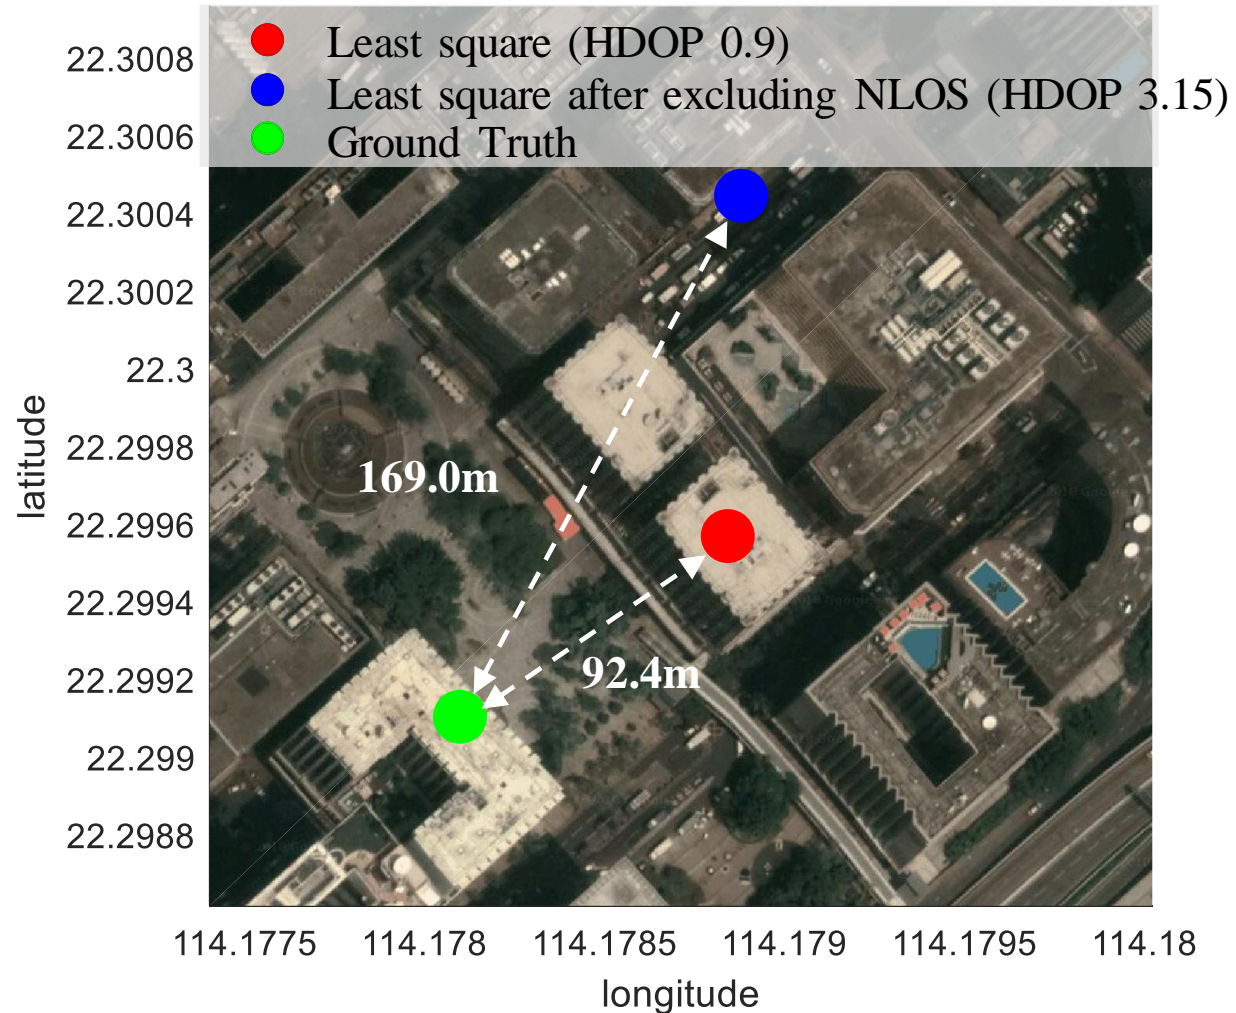 Least square (HDOP 0.9)
Least square after excluding NLOS (HDOP 3.15)
Ground Truth
22.3008
22.3006
22.3004
22.3002
22.3
22.2998
22.2996
22.2994
22.2992
22.299
22.2988
latitude
169.0m
92.4m
114.1775 114.178 114.1785 114.179 114.1795 114.18
longitude